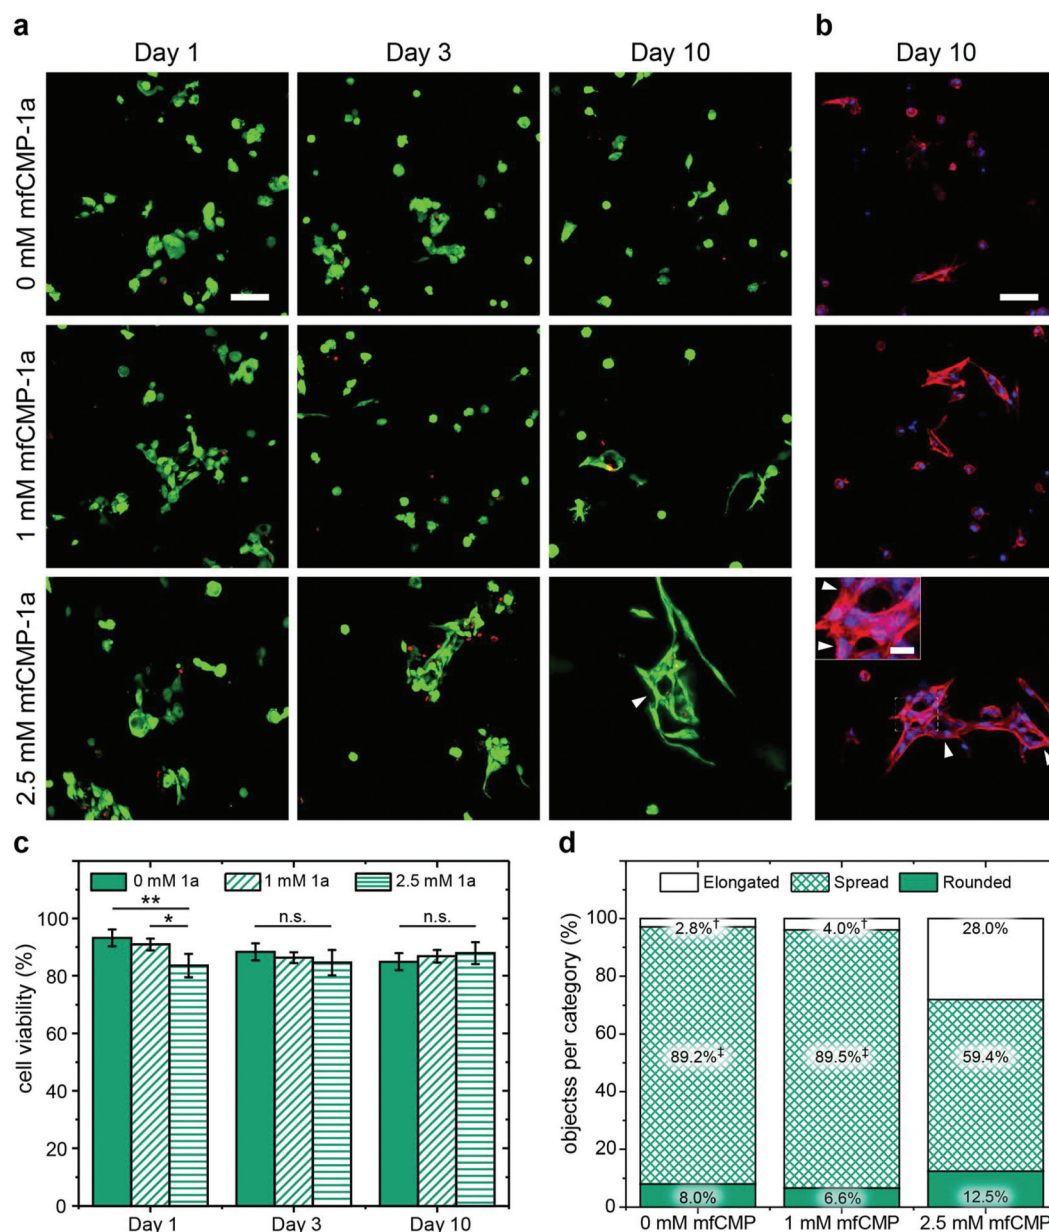 a
b
Day 1
Day 3
Day 10
Day 10
0 mM mfCMP-1a
1 mM mfCMP-1a
2.5 mM mfCMP-1a
c
0 mM 1a
1 mM 1a
2.5 mM 1a
**
*
n.s.
n.s.
cell viability (%)
100
80
60
40
20
0
Day 1
Day 3
Day 10
d
Elongated
Spread
Rounded
objectss per category (%)
100
80
60
40
20
0
2.8%†
4.0%†
28.0%
89.2%‡
89.5%‡
59.4%
8.0%
6.6%
12.5%
0 mM mfCMP
1 mM mfCMP
2.5 mM mfCMP